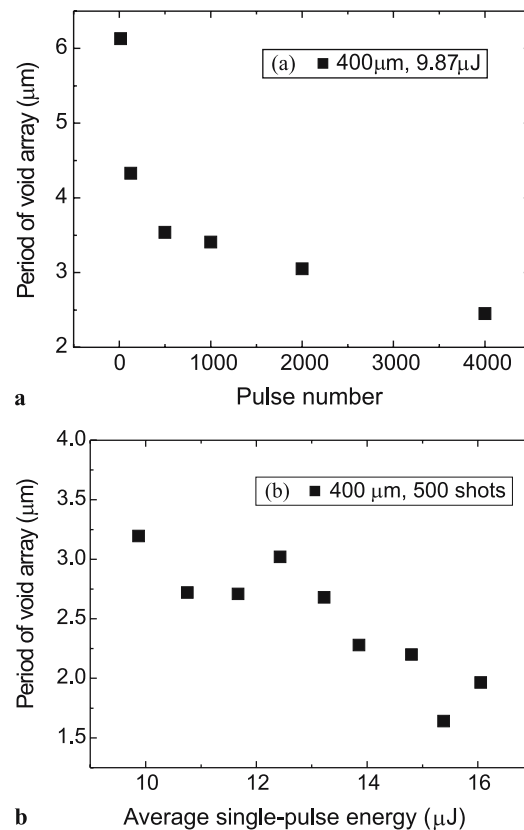 6
5
4
3
2
Period of void array (μm)
(a) ■ 400μm, 9.87μJ
0 1000 2000 3000 4000
Pulse number
a
4.0
3.5
3.0
2.5
2.0
1.5
Period of void array (μm)
(b) ■ 400 μm, 500 shots
10 12 14 16
Average single-pulse energy (μJ)
b